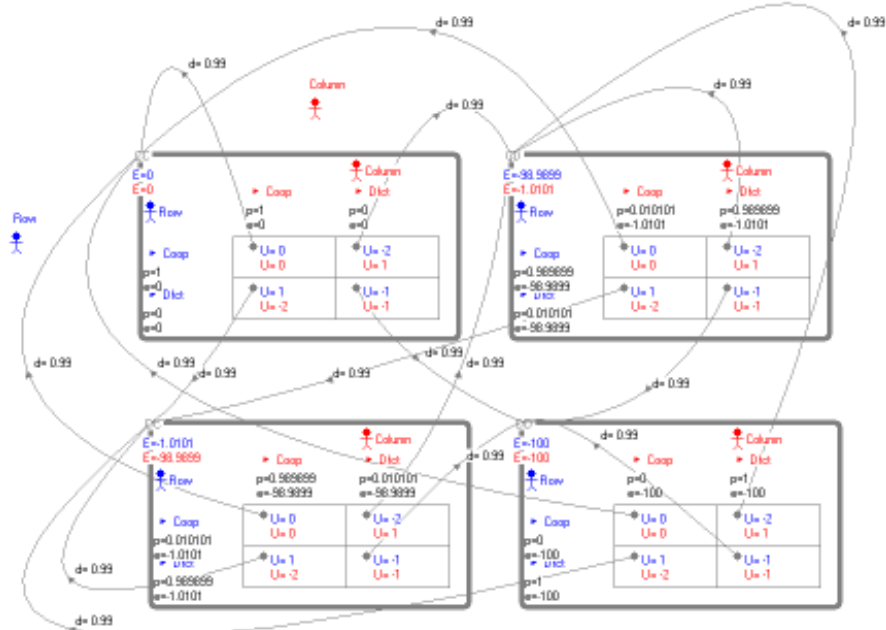 d= 0.99
d= 0.99
d= 0.99
d= 0.99
d= 0.99
Column
Row
CC
E=0
E=0
Row
Column
Coop
Dfct
p=1
e=0
p=0
e=0
Coop
p=1
e=0
Dfct
p=0
e=0
U= 0
U= 0
U= -2
U= 1
U= 1
U= -2
U= -1
U= -1
E=-98.9899
E=-1.0101
Row
Column
Coop
Dfct
p=0.010101
e=-1.0101
p=0.989899
e=-1.0101
Coop
p=0.989899
e=-98.9899
Dfct
p=0.010101
e=-98.9899
U= 0
U= 0
U= -2
U= 1
U= 1
U= -2
U= -1
U= -1
d= 0.99
d= 0.99
d= 0.99
d= 0.99
d= 0.99
d= 0.99
E=-1.0101
E=-98.9899
Row
Column
Coop
Dfct
p=0.989899
e=-98.9899
p=0.010101
e=-98.9899
Coop
p=0.010101
e=-1.0101
Dfct
p=0.989899
e=-1.0101
U= 0
U= 0
U= -2
U= 1
U= 1
U= -2
U= -1
U= -1
d= 0.99
d= 0.99
E=-100
E=-100
Row
Column
Coop
Dfct
p=0
e=-100
p=1
e=-100
Coop
p=0
e=-100
Dfct
p=1
e=-100
U= 0
U= 0
U= -2
U= 1
U= 1
U= -2
U= -1
U= -1
d= 0.99
d= 0.99
d= 0.99